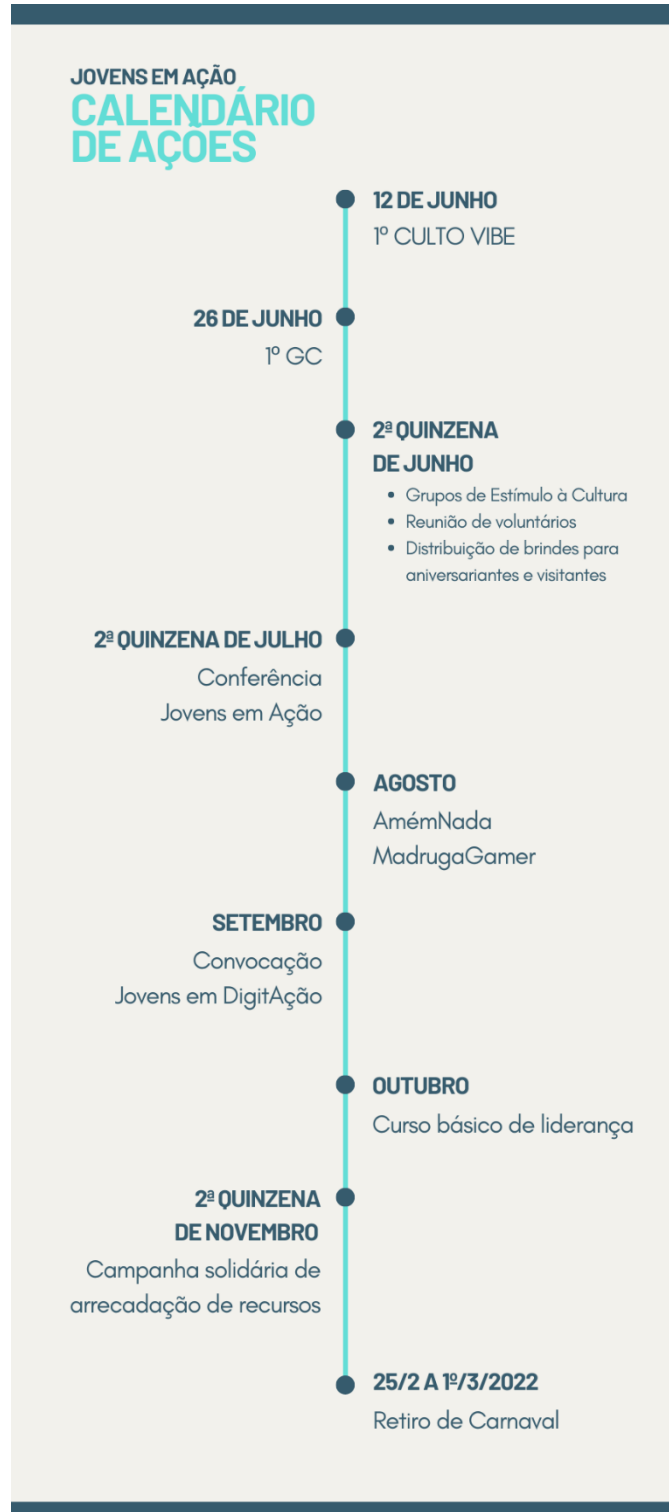 JOVENS EM AÇÃO
CALENDÁRIO
DE AÇÕES
12 DE JUNHO
1º CULTO VIBE
26 DE JUNHO
1º GC
2ª QUINZENA
DE JUNHO
• Grupos de Estímulo à Cultura
• Reunião de voluntários
• Distribuição de brindes para
aniversariantes e visitantes
2ª QUINZENA DE JULHO
Conferência
Jovens em Ação
AGOSTO
AmémNada
MadrugaGamer
SETEMBRO
Convocação
Jovens em DigitAção
OUTUBRO
Curso básico de liderança
2ª QUINZENA
DE NOVEMBRO
Campanha solidária de
arrecadação de recursos
25/2 A 1º/3/2022
Retiro de Carnaval